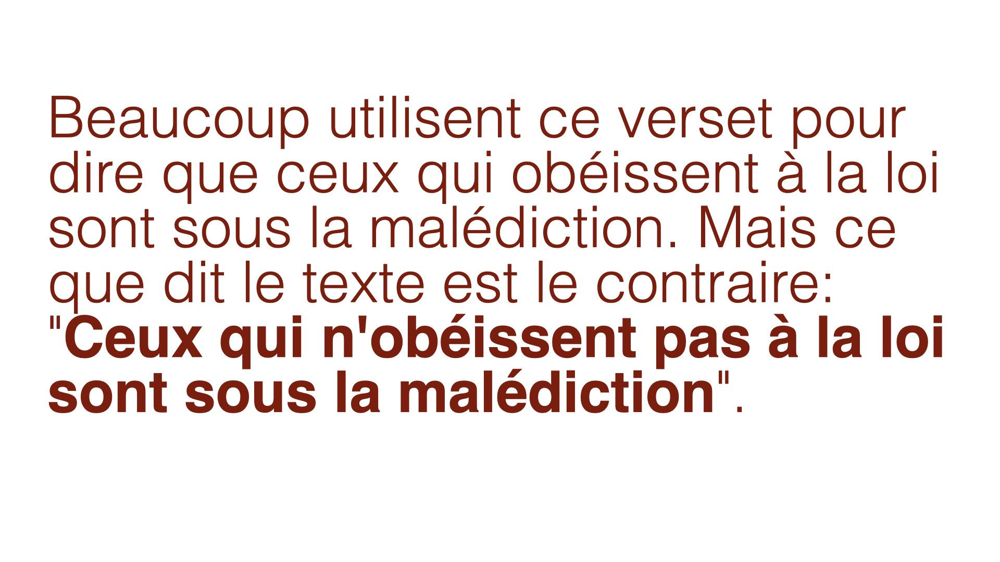 Beaucoup utilisent ce verset pour
dire que ceux qui obéissent à la loi
sont sous la malédiction. Mais ce
que dit le texte est le contraire:
"Ceux qui n'obéissent pas à la loi
sont sous la malédiction".